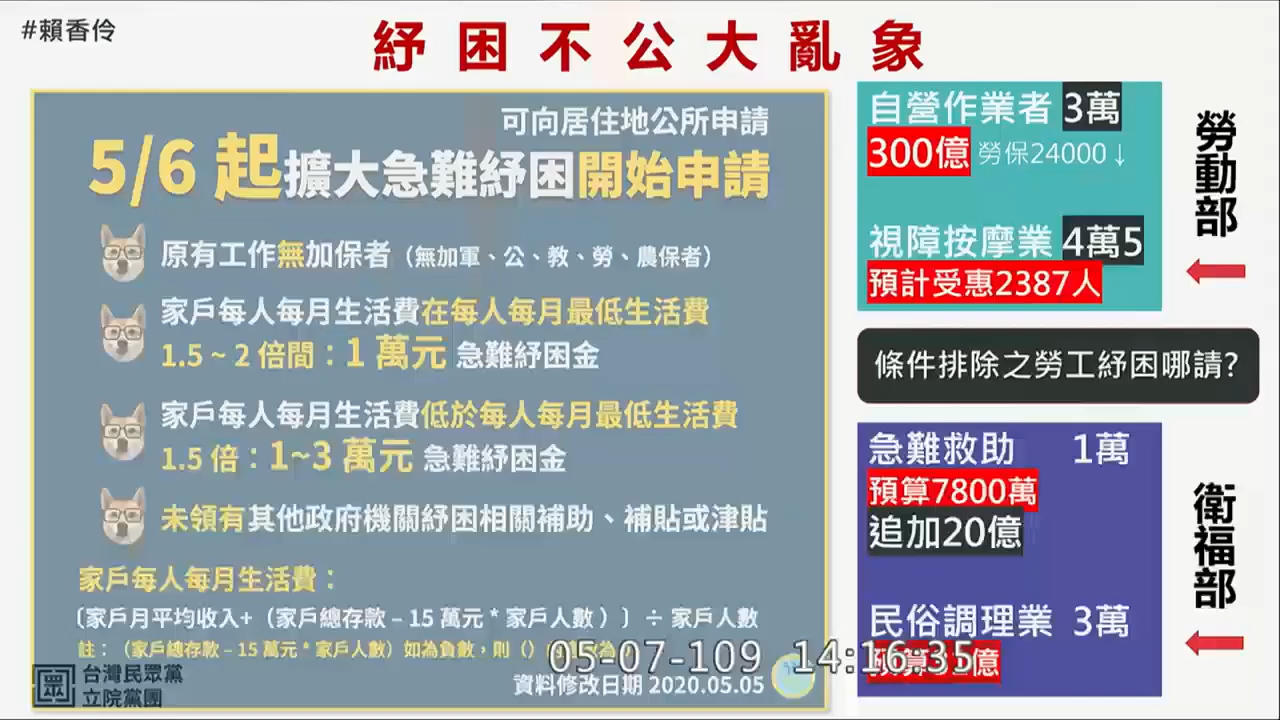 #賴香伶
紓困不公大亂象
可向居住地公所申請
5/6 起擴大急難紓困開始申請
原有工作無加保者（無加軍、公、教、勞、農保者）
家戶每人每月生活費在每人每月最低生活費
1.5 ~ 2 倍間：1 萬元 急難紓困金
家戶每人每月生活費低於每人每月最低生活費
1.5 倍：1~3 萬元 急難紓困金
未領有其他政府機關紓困相關補助、補貼或津貼
家戶每人每月生活費：
〔家戶月平均收入+（家戶總存款 – 15 萬元 * 家戶人數）〕 ÷ 家戶人數
註：（家戶總存款 – 15 萬元 * 家戶人數）如為負數，則（）
資料修改日期 2020.05.05
台灣民眾黨
立院黨團
自營作業者 3萬
300億 勞保24000↓
視障按摩業 4萬5
預計受惠2387人
勞動部
條件排除之勞工紓困哪請?
急難救助 1萬
預算7800萬
追加20億
民俗調理業 3萬
衛福部
05-07-109 14:16:35